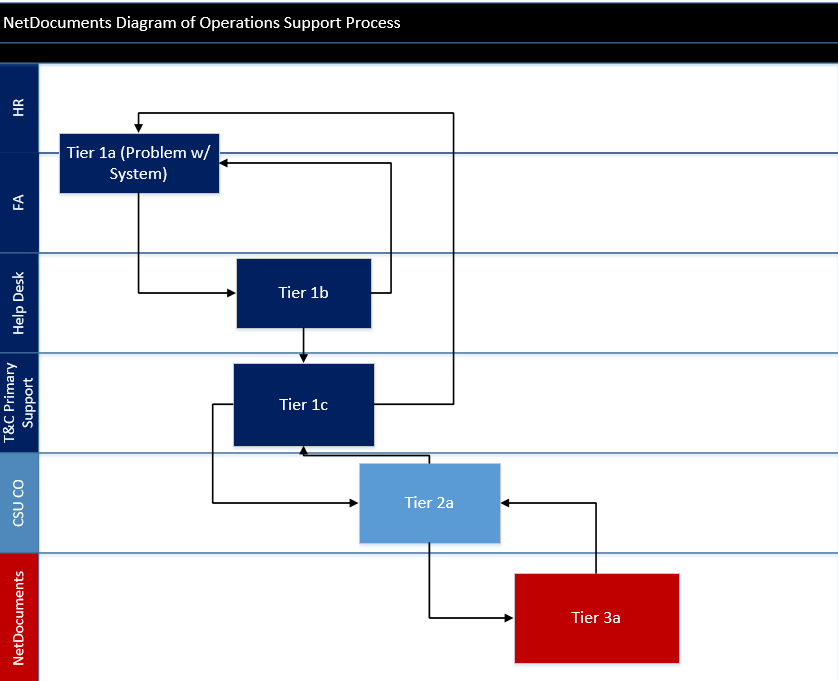 NetDocuments Diagram of Operations Support Process
HR
Tier 1a (Problem w/
System)
FA
Help Desk
Tier 1b
T&C Primary
Support
Tier 1c
CSU CO
Tier 2a
NetDocuments
Tier 3a